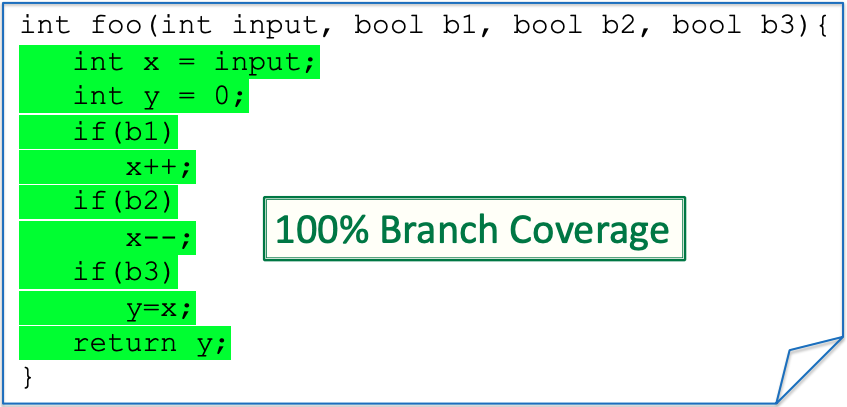 int foo(int input, bool b1, bool b2, bool b3){
int x = input;
int y = 0;
if(b1)
x++;
if(b2)
x--;
if(b3)
y=x;
return y;
}
100% Branch Coverage